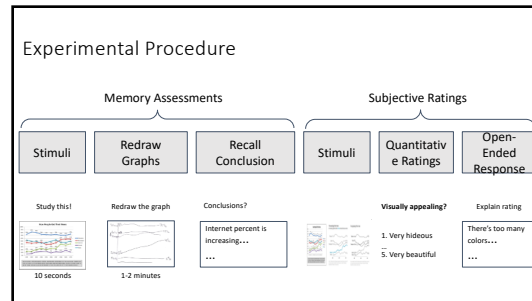 Experimental Procedure
Memory Assessments
Subjective Ratings
Stimuli
Redraw
Graphs
Recall
Conclusion
Stimuli
Quantitativ
e Ratings
Open-
Ended
Response
Study this!
10 seconds
Redraw the graph
1-2 minutes
Conclusions?
Internet percent is
increasing...
...
Visually appealing?
1. Very hideous
...
5. Very beautiful
Explain rating
There's too many
colors...
...